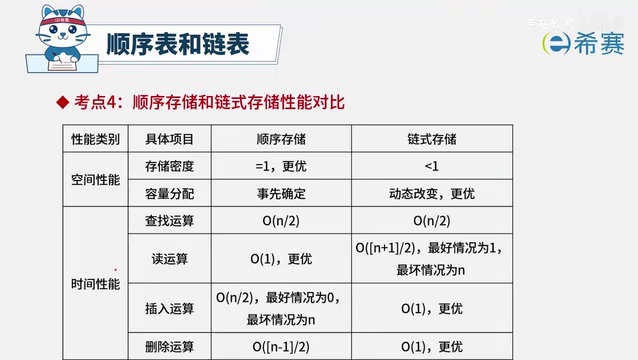 顺序表和链表
希赛
◆ 考点4：顺序存储和链式存储性能对比
性能类别 具体项目 顺序存储 链式存储
空间性能 存储密度 =1，更优 <1
容量分配 事先确定 动态改变，更优
时间性能 查找运算 O(n/2) O(n/2)
读运算 O(1)，更优 O([n+1]/2)，最好情况为1，
最坏情况为n
插入运算 O(n/2)，最好情况为0，
最坏情况为n O(1)，更优
删除运算 O([n-1]/2) O(1)，更优